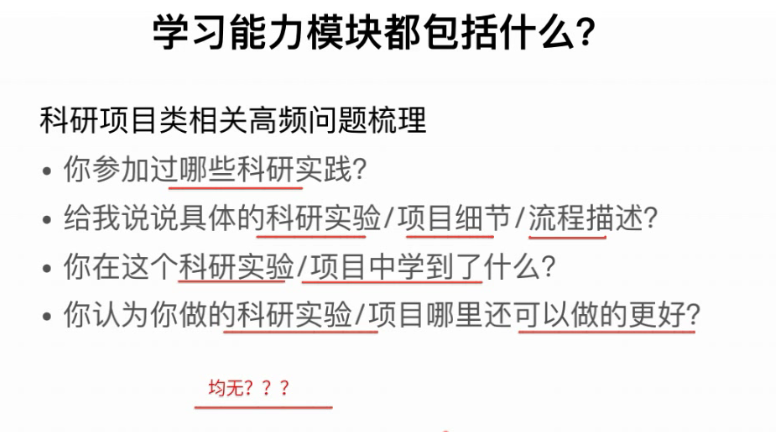 学习能力模块都包括什么？
科研项目类相关高频问题梳理
• 你参加过哪些科研实践？
• 给我说说具体的科研实验/项目细节/流程描述？
• 你在这个科研实验/项目中学到了什么？
• 你认为你做的科研实验/项目哪里还可以做的更好？
均无？？？